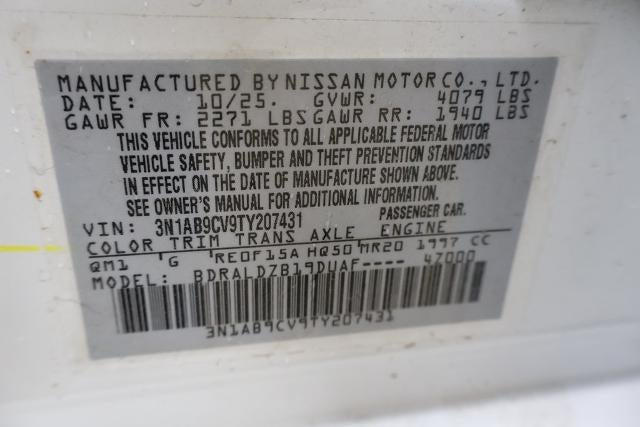 MANUFACTURED BY NISSAN MOTOR CO., LTD.
DATE: 10/25. GVWR: 4079 LBS
GAWR FR: 2271 LBS GAWR RR: 1940 LBS
THIS VEHICLE CONFORMS TO ALL APPLICABLE FEDERAL MOTOR
VEHICLE SAFETY, BUMPER AND THEFT PREVENTION STANDARDS
IN EFFECT ON THE DATE OF MANUFACTURE SHOWN ABOVE.
SEE OWNER'S MANUAL FOR ADDITIONAL INFORMATION.
VIN: 3N1AB9CV9TY207431 PASSENGER CAR.
COLOR TRIM TRANS AXLE ENGINE
QM1 'G RE0F15A HQ50 MR20 1997 CC
MODEL: BDRALDZB19DUAF---- 47000
3N1AB9CV9TY207431